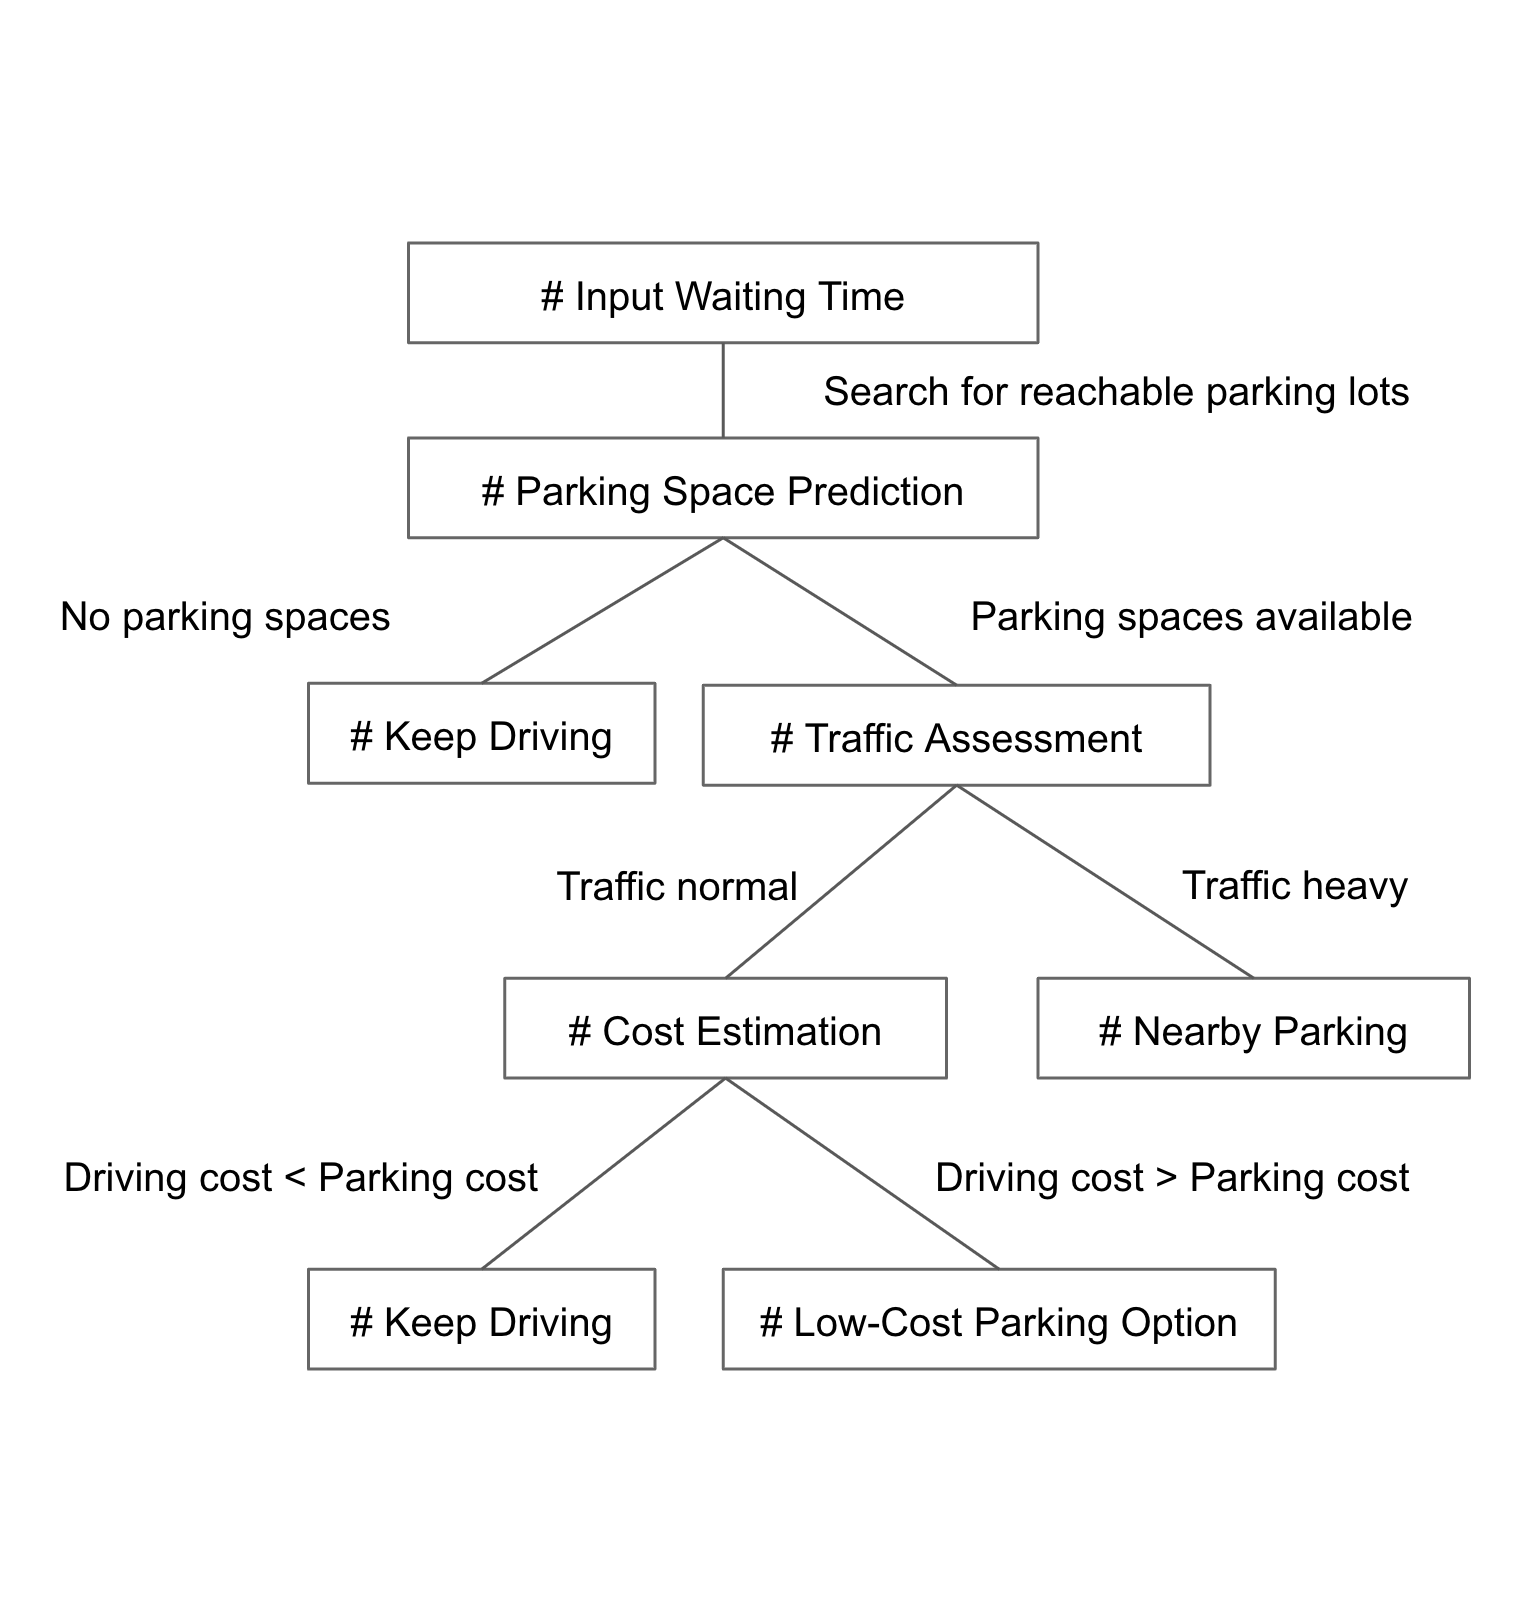 # Input Waiting Time
Search for reachable parking lots
# Parking Space Prediction
No parking spaces
Parking spaces available
# Keep Driving
# Traffic Assessment
Traffic normal
Traffic heavy
# Cost Estimation
# Nearby Parking
Driving cost < Parking cost
Driving cost > Parking cost
# Keep Driving
# Low-Cost Parking Option